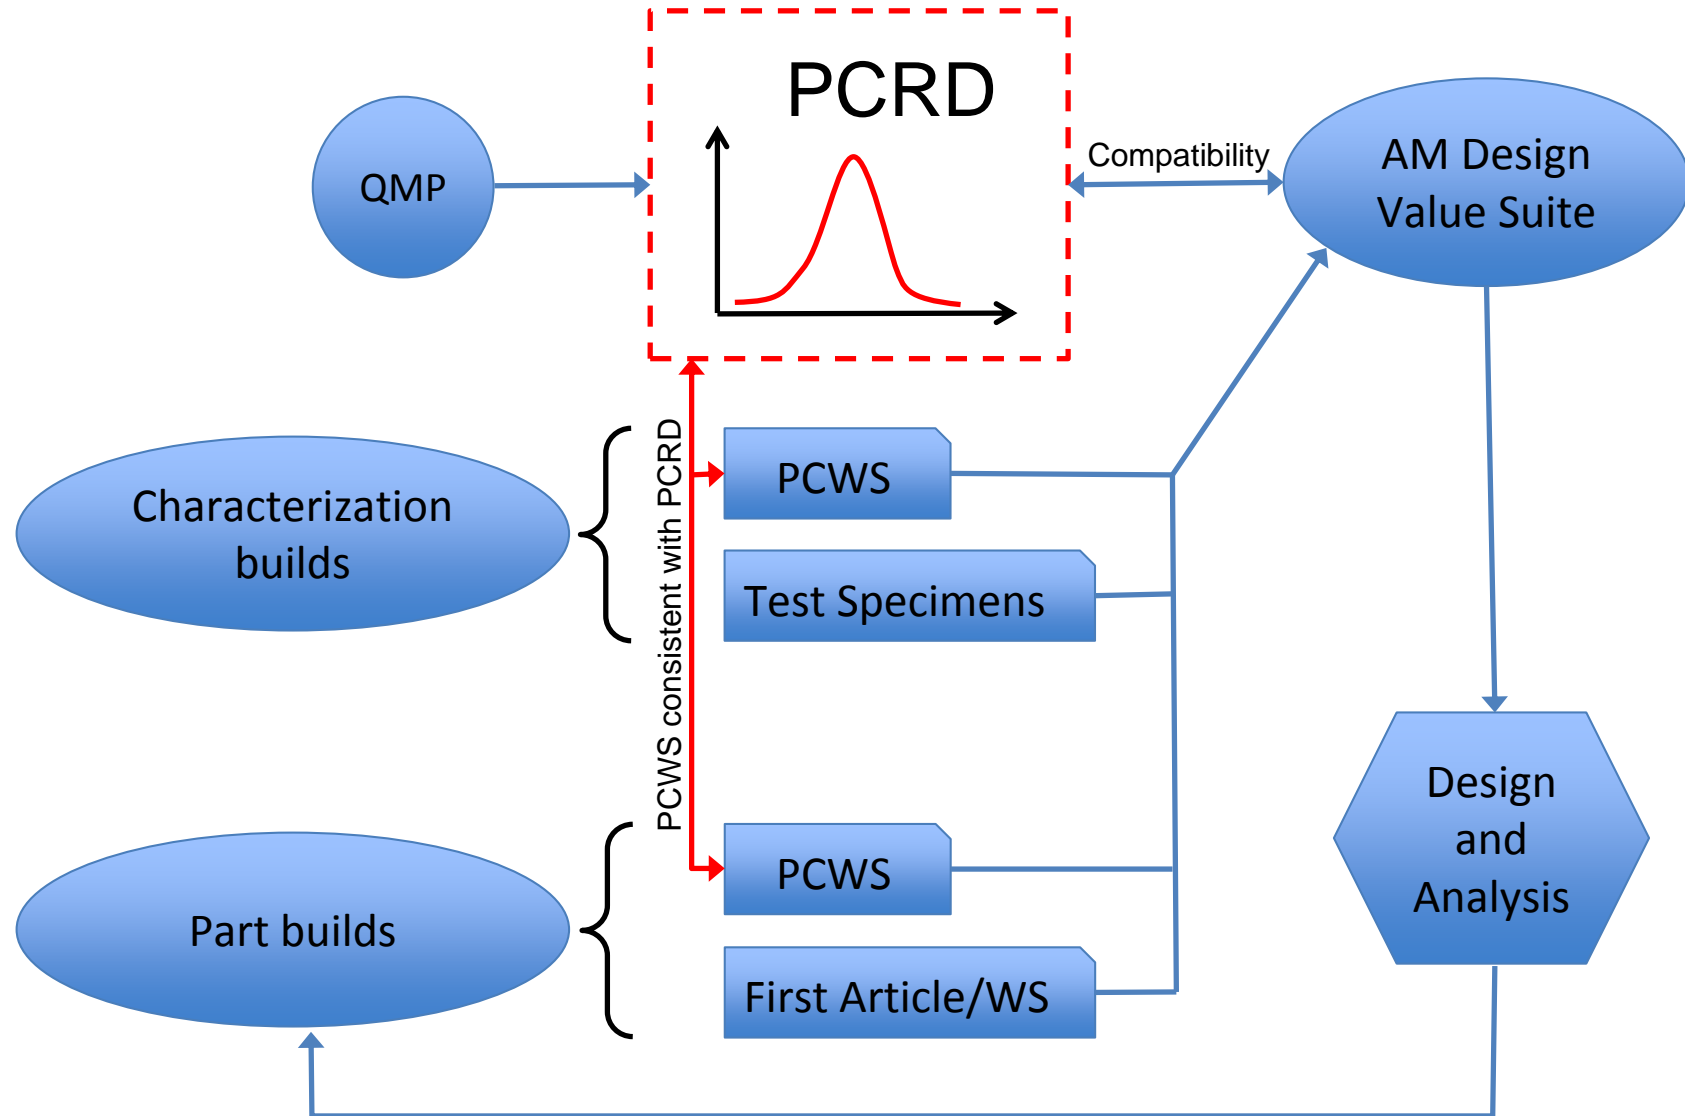 PCRD
QMP
Compatibility
AM Design
Value Suite
PCWS consistent with PCRD
Characterization
builds
PCWS
Test Specimens
Part builds
PCWS
First Article/WS
Design
and
Analysis